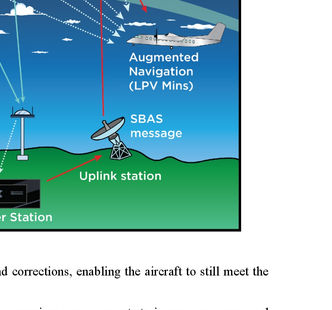 Augmented
Navigation
(LPV Mins)
SBAS
message
Uplink station
r Station
d corrections, enabling the aircraft to still meet the